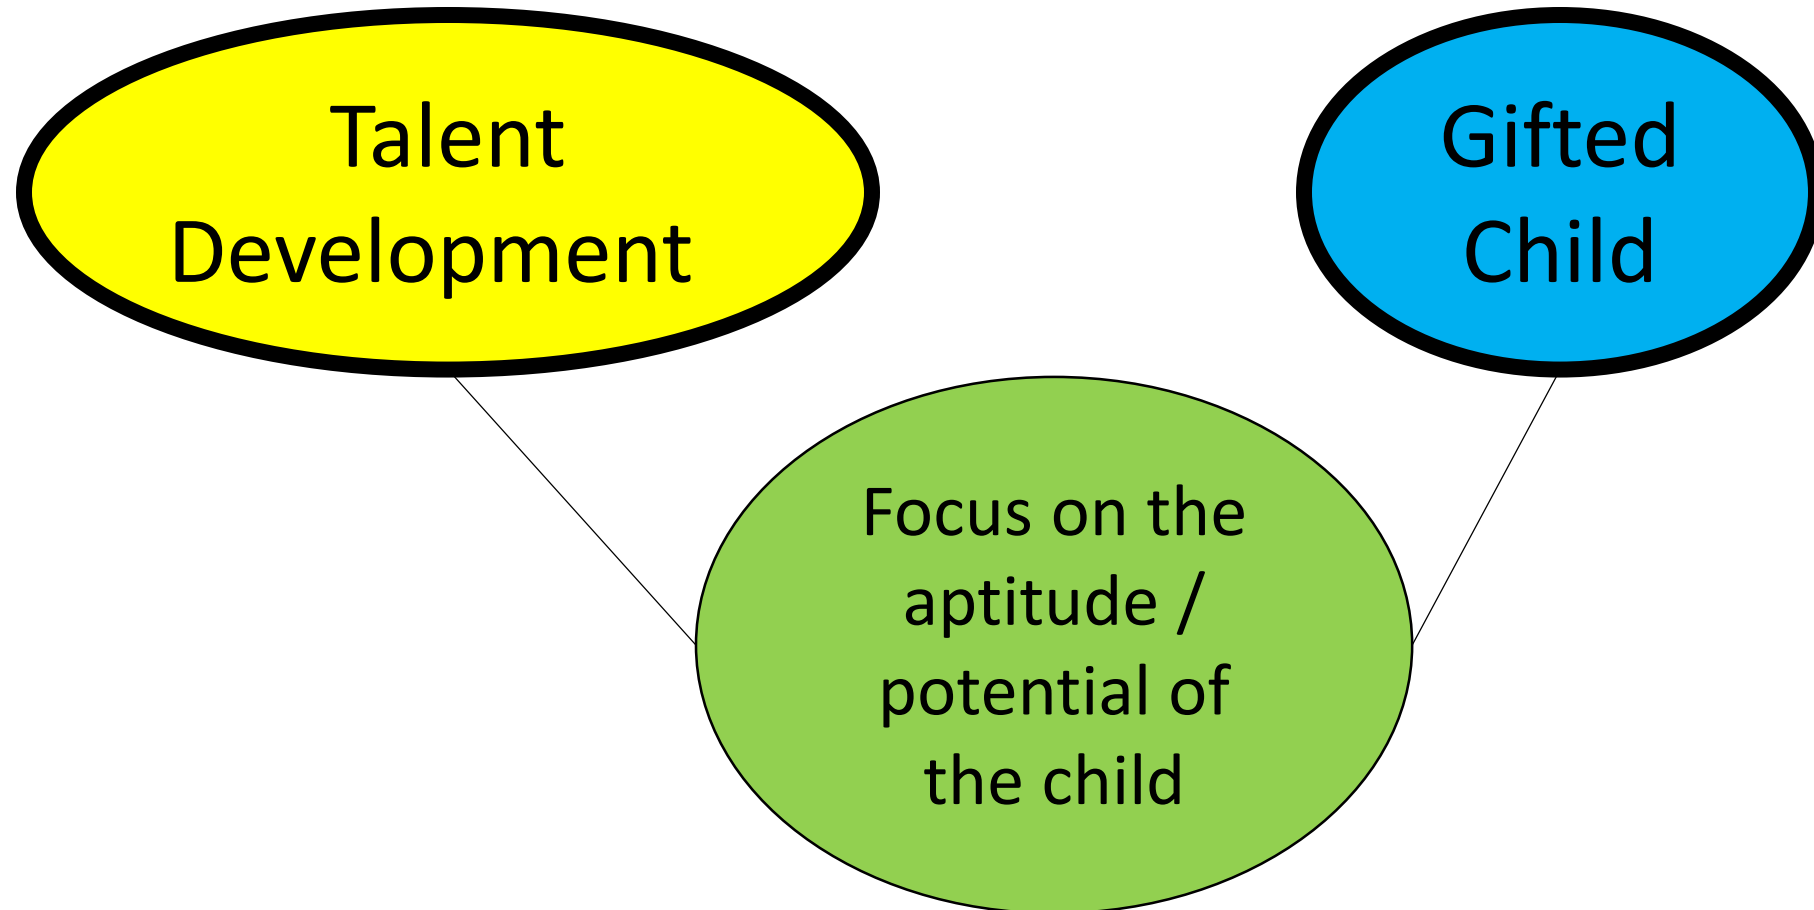 Talent
Development
Gifted
Child
Focus on the
aptitude /
potential of
the child